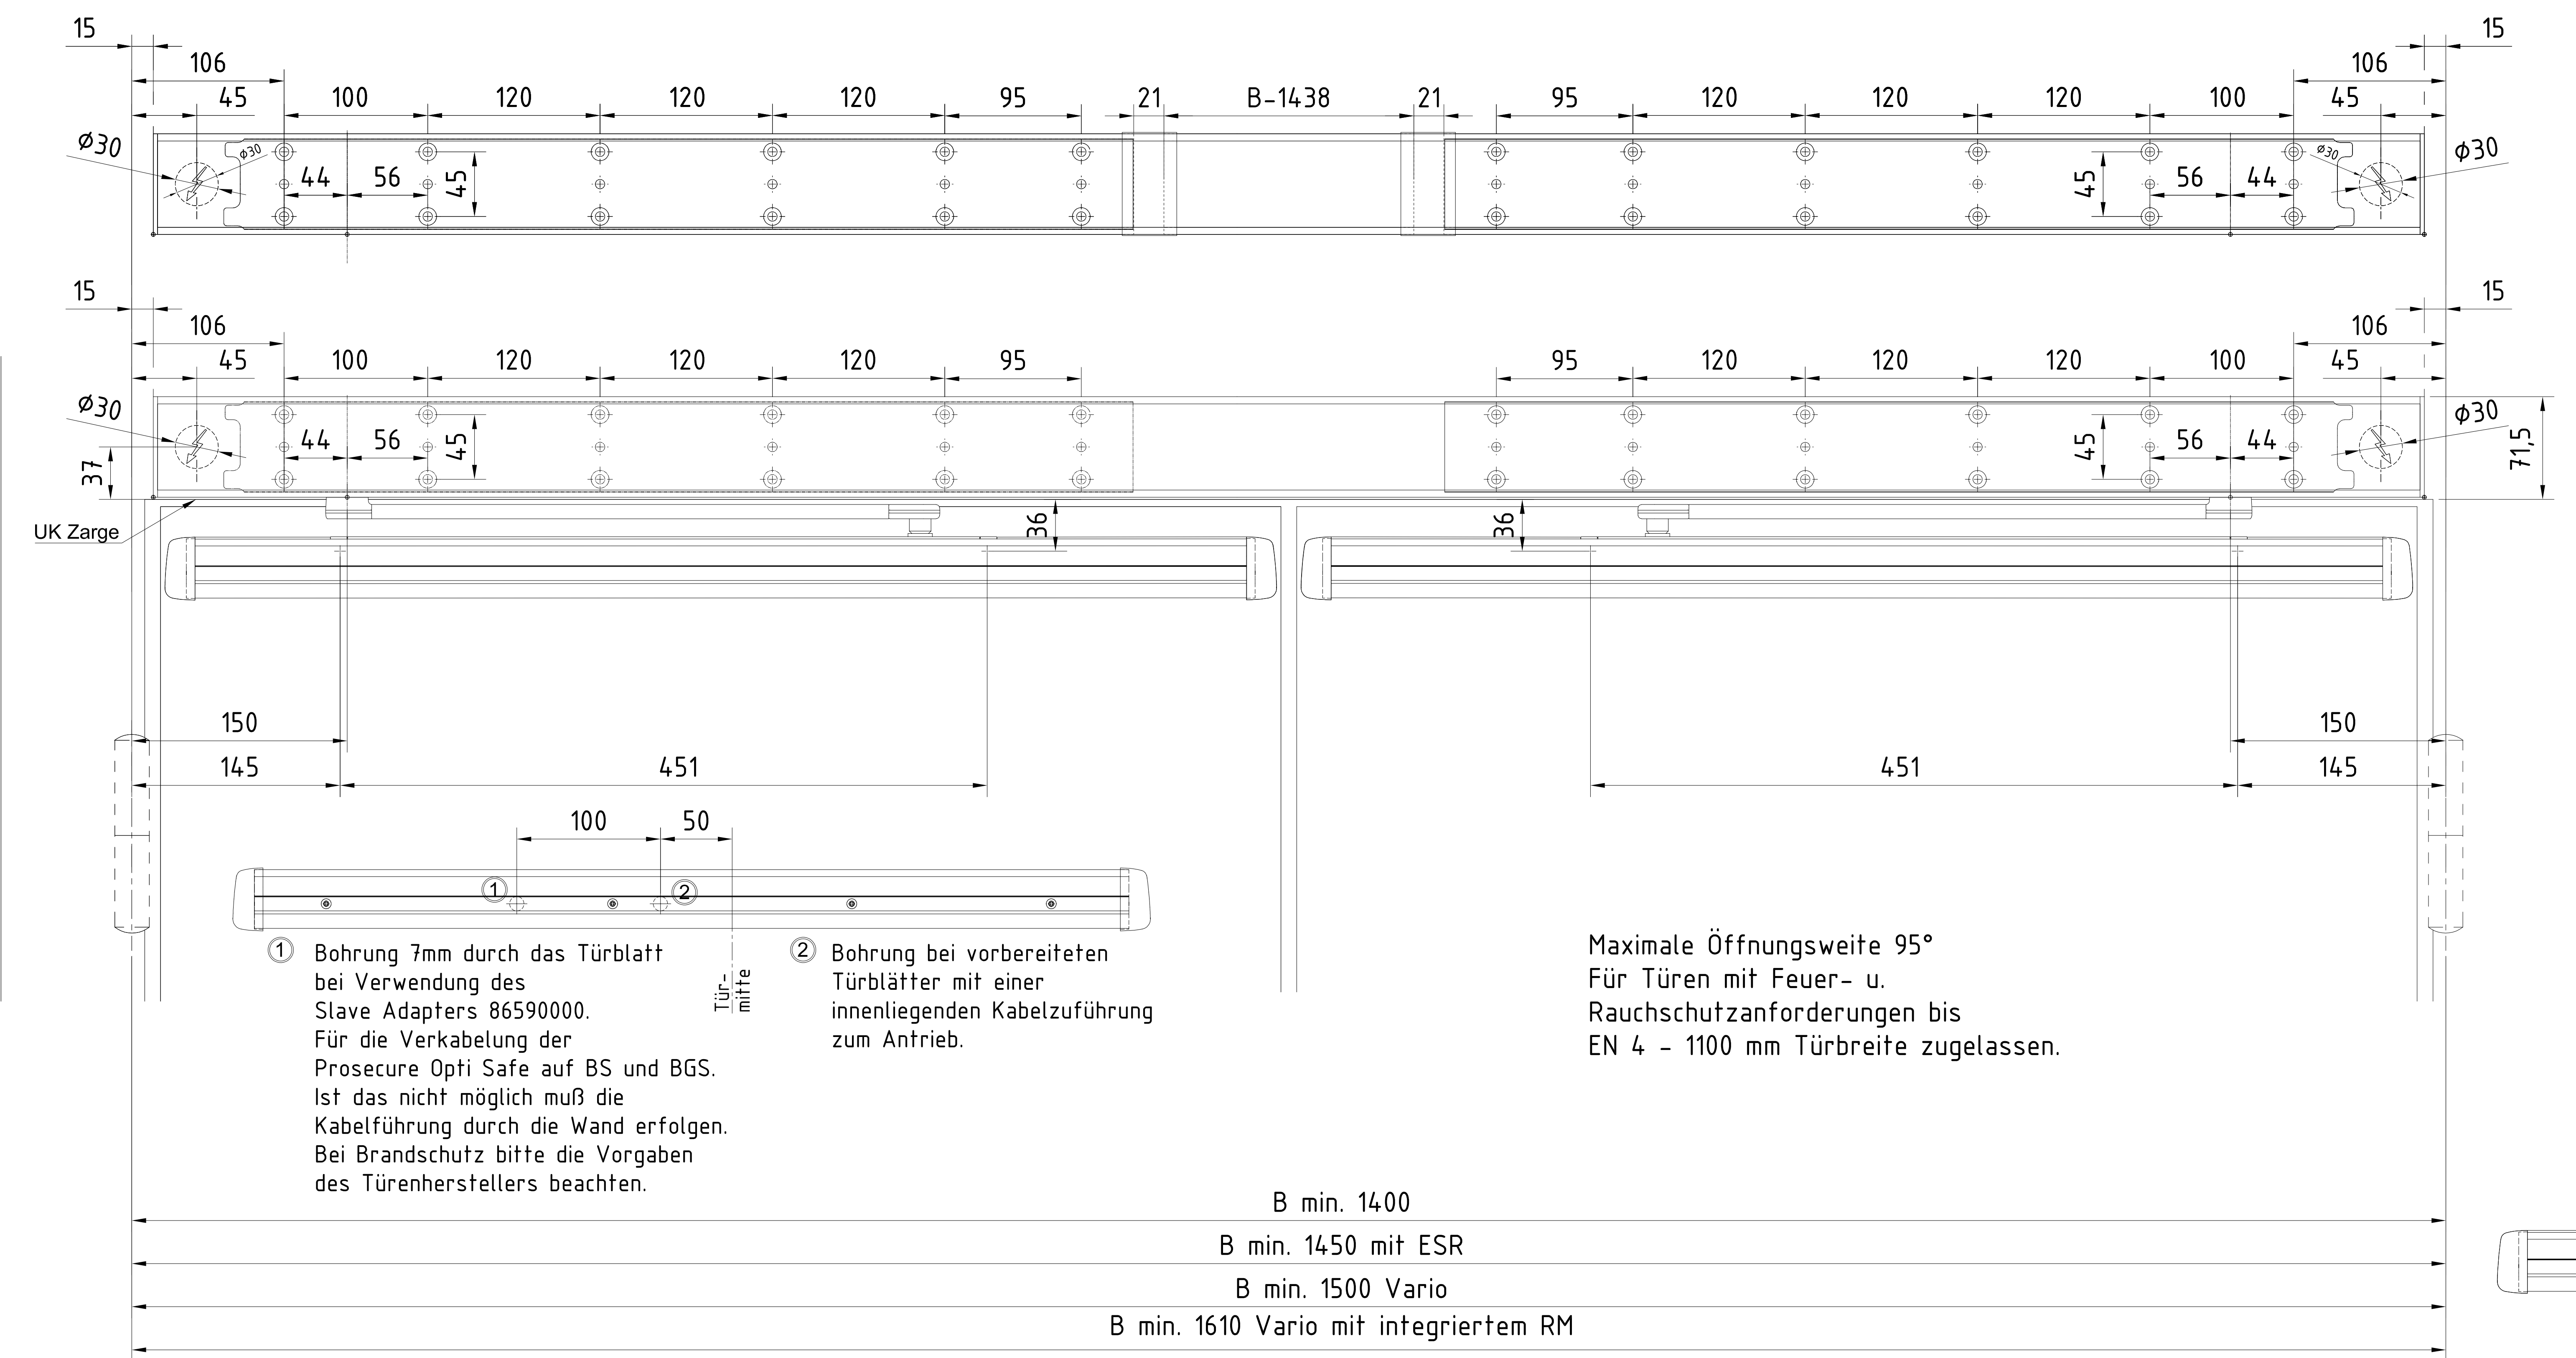 15 15
106 106
45 100 120 120 120 95 21 B-1438 21 95 120 120 120 100 45
Ø30 Ø30 Ø30 Ø30
44 56 45 45 56 44
15 15
106 106
45 100 120 120 120 95 95 120 120 120 100 45
Ø30 Ø30
44 56 45 45 56 44
37 71,5
UK Zarge 36 36
150 150
145 451 451 145
100 50
1 2
Tür-
mitte
1 Bohrung 7mm durch das Türblatt
bei Verwendung des
Slave Adapters 86590000.
Für die Verkabelung der
Prosecure Opti Safe auf BS und BGS.
Ist das nicht möglich muß die
Kabelführung durch die Wand erfolgen.
Bei Brandschutz bitte die Vorgaben
des Türenherstellers beachten.
2 Bohrung bei vorbereiteten
Türblätter mit einer
innenliegenden Kabelzuführung
zum Antrieb.
Maximale Öffnungsweite 95°
Für Türen mit Feuer- u.
Rauchschutzanforderungen bis
EN 4 - 1100 mm Türbreite zugelassen.
B min. 1400
B min. 1450 mit ESR
B min. 1500 Vario
B min. 1610 Vario mit integriertem RM